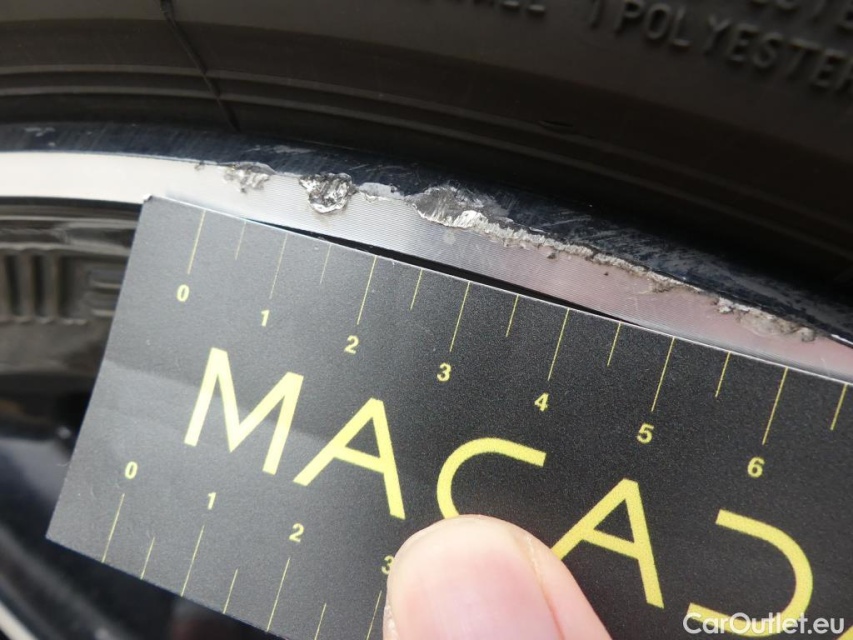 1 POLYESTER
0 1 2 3 4 5 6
MACAD
0 1 2 3
CarOutlet.eu